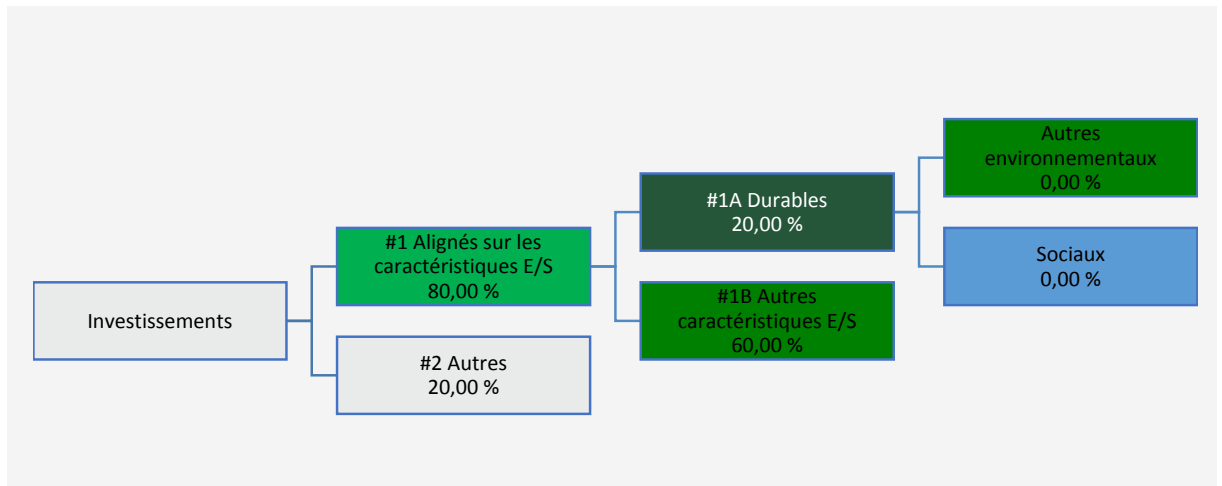 Investissements
#1 Alignés sur les
caractéristiques E/S
80,00 %
#2 Autres
20,00 %
#1A Durables
20,00 %
#1B Autres
caractéristiques E/S
60,00 %
Autres
environnementaux
0,00 %
Sociaux
0,00 %